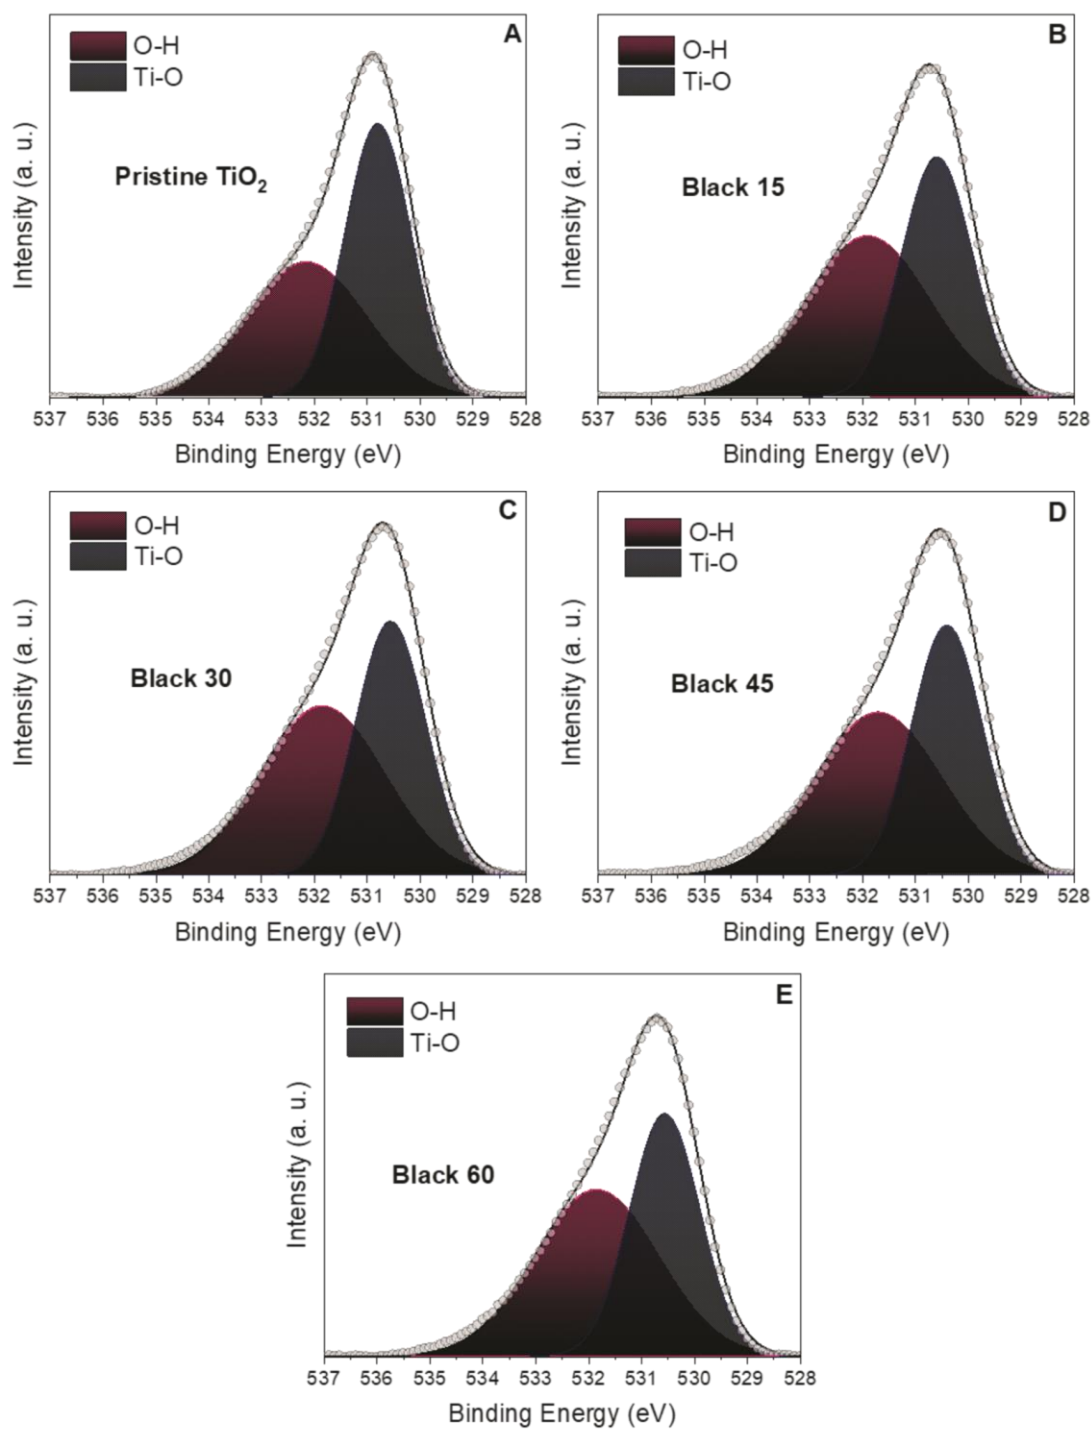 A
O-H
Ti-O
Pristine TiO₂
Intensity (a. u.)
537 536 535 534 533 532 531 530 529 528
Binding Energy (eV)
B
O-H
Ti-O
Black 15
Intensity (a. u.)
537 536 535 534 533 532 531 530 529 528
Binding Energy (eV)
C
O-H
Ti-O
Black 30
Intensity (a. u.)
537 536 535 534 533 532 531 530 529 528
Binding Energy (eV)
D
O-H
Ti-O
Black 45
Intensity (a. u.)
537 536 535 534 533 532 531 530 529 528
Binding Energy (eV)
E
O-H
Ti-O
Black 60
Intensity (a. u.)
537 536 535 534 533 532 531 530 529 528
Binding Energy (eV)